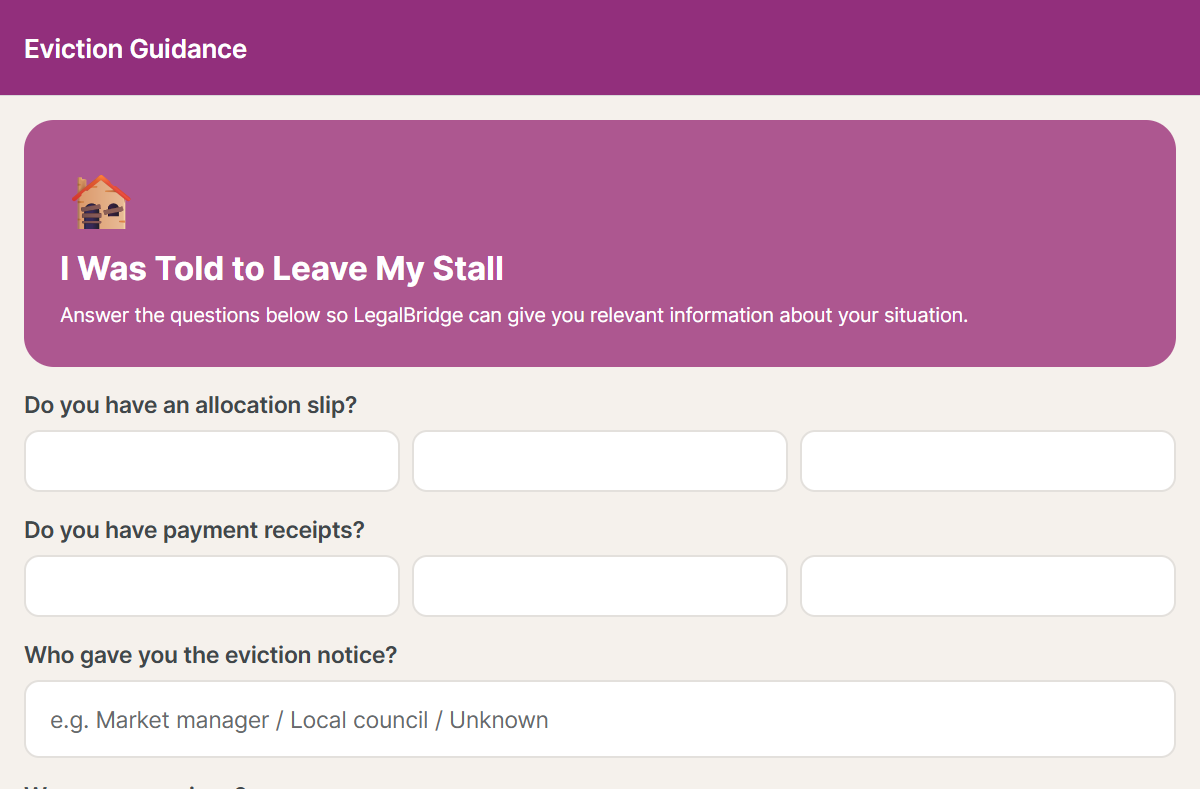 Eviction Guidance
I Was Told to Leave My Stall
Answer the questions below so LegalBridge can give you relevant information about your situation.
Do you have an allocation slip?
Do you have payment receipts?
Who gave you the eviction notice?
e.g. Market manager / Local council / Unknown